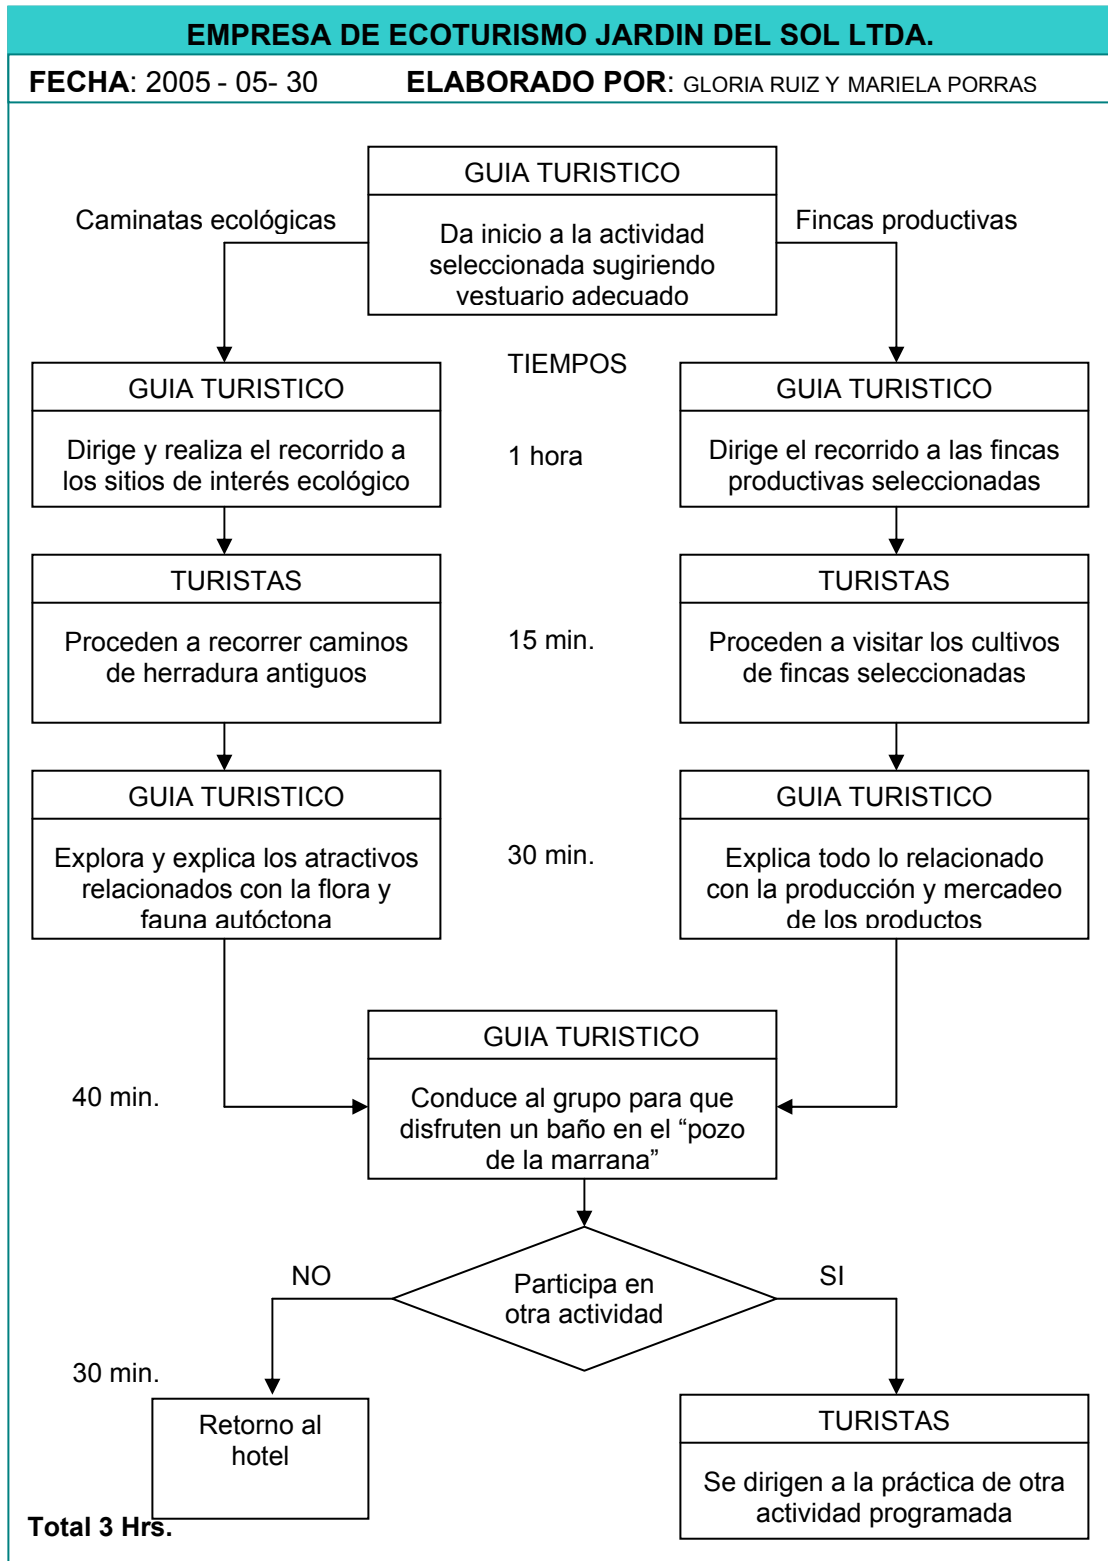 EMPRESA DE ECOTURISMO JARDIN DEL SOL LTDA.
FECHA: 2005 - 05- 30 ELABORADO POR: GLORIA RUIZ Y MARIELA PORRAS
GUIA TURISTICO
Da inicio a la actividad
seleccionada sugiriendo
vestuario adecuado
Caminatas ecológicas
Fincas productivas
TIEMPOS
GUIA TURISTICO
Dirige y realiza el recorrido a
los sitios de interés ecológico
1 hora
GUIA TURISTICO
Dirige el recorrido a las fincas
productivas seleccionadas
TURISTAS
Proceden a recorrer caminos
de herradura antiguos
15 min.
TURISTAS
Proceden a visitar los cultivos
de fincas seleccionadas
GUIA TURISTICO
Explora y explica los atractivos
relacionados con la flora y
fauna autóctona
30 min.
GUIA TURISTICO
Explica todo lo relacionado
con la producción y mercadeo
de los productos
40 min.
GUIA TURISTICO
Conduce al grupo para que
disfruten un baño en el “pozo
de la marrana”
NO
Participa en
otra actividad
SI
30 min.
Retorno al
hotel
TURISTAS
Se dirigen a la práctica de otra
actividad programada
Total 3 Hrs.